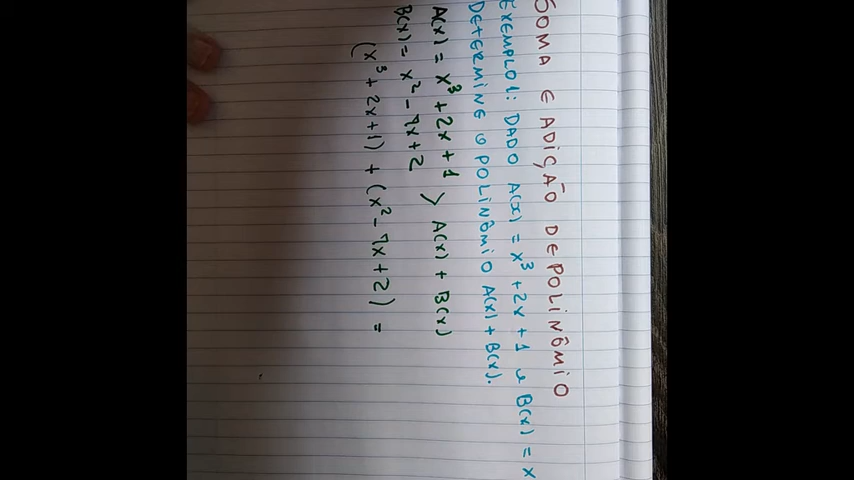 SOMA E ADIÇÃO DE POLINÔMIO
EXEMPLO 1: DADO A(x) = x³ + 2x + 1 e B(x) = x
DETERMINE O POLINÔMIO A(x) + B(x).
A(x) = x³ + 2x + 1 > A(x) + B(x)
B(x) = x² - 7x + 2
(x³ + 2x + 1) + (x² - 7x + 2) =